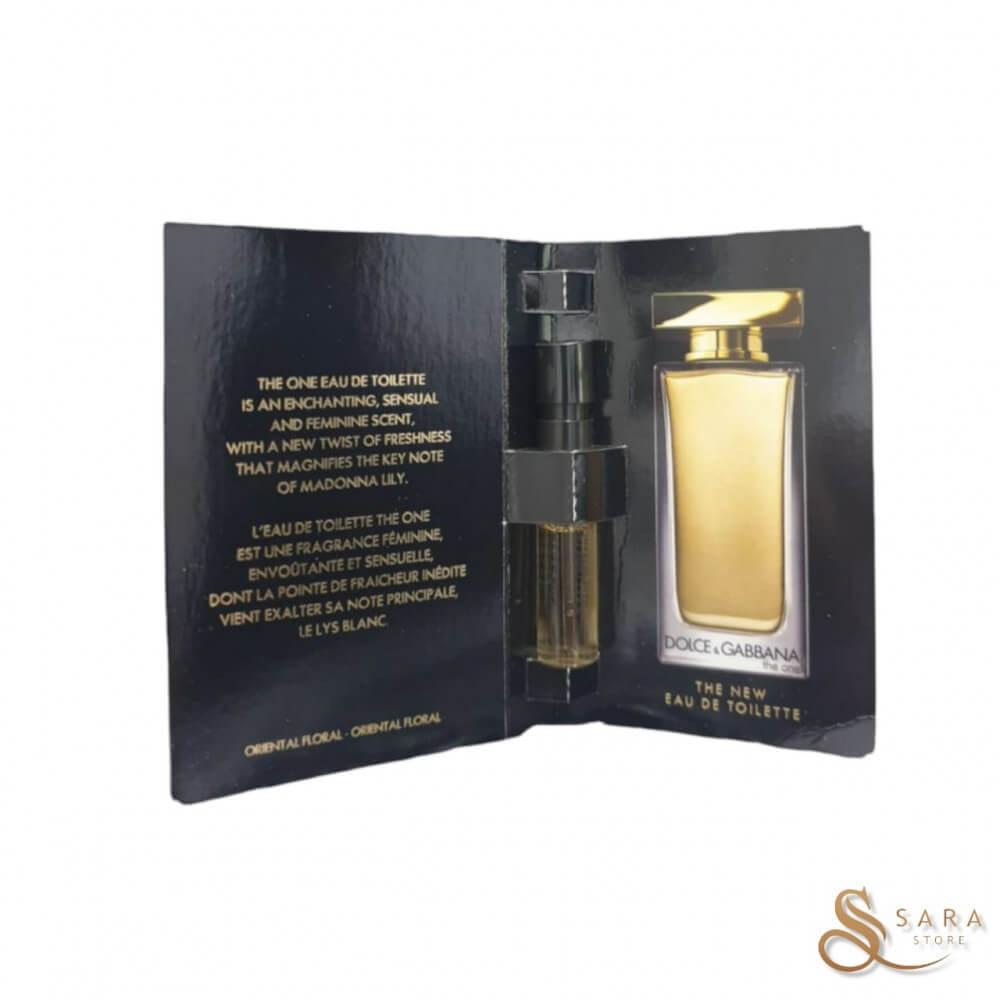 THE ONE EAU DE TOILETTE
IS AN ENCHANTING, SENSUAL
AND FEMININE SCENT,
WITH A NEW TWIST OF FRESHNESS
THAT MAGNIFIES THE KEY NOTE
OF MADONNA LILY.
L'EAU DE TOILETTE THE ONE
EST UNE FRAGRANCE FÉMININE,
ENVOÛTANTE ET SENSUELLE,
DONT LA POINTE DE FRAICHEUR INÉDITE
VIENT EXALTER SA NOTE PRINCIPALE,
LE LYS BLANC.
ORIENTAL FLORAL - ORIENTAL FLORAL
DOLCE & GABBANA
the one
THE NEW
EAU DE TOILETTE
SARA
STORE